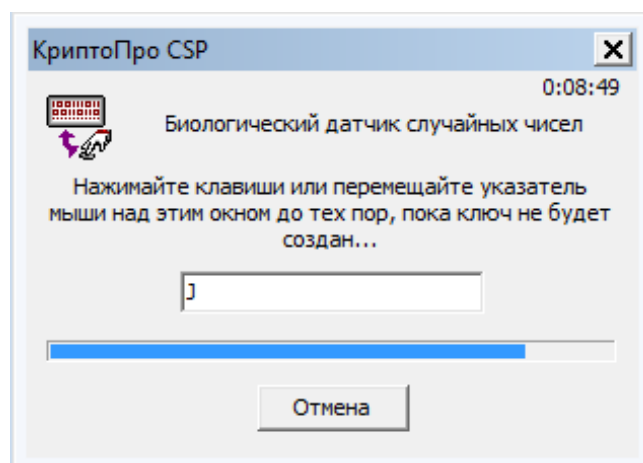 КриптоПро CSP
0:08:49
Биологический датчик случайных чисел
Нажимайте клавиши или перемещайте указатель
мыши над этим окном до тех пор, пока ключ не будет
создан...
J
Отмена